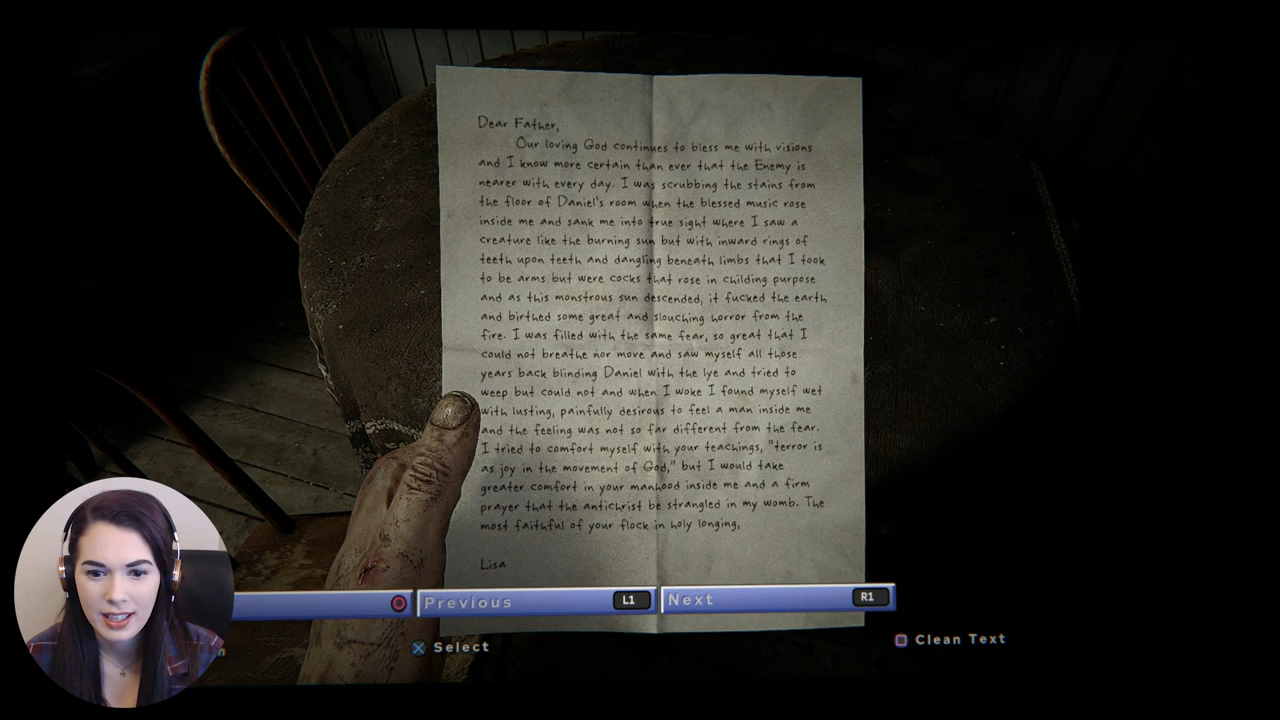 Dear Father,
Our loving God continues to bless me with visions
and I know more certain than ever that the Enemy is
nearer with every day. I was scrubbing the stains from
the floor of Daniel's room when the blessed music rose
inside me and sank me into true sight where I saw a
creature like the burning sun but with inward rings of
teeth upon teeth and dangling beneath limbs that I took
to be arms but were cocks that rose in childing purpose
and as this monstrous sun descended, it fucked the earth
and birthed some great and slouching horror from the
fire. I was filled with the same fear, so great that I
could not breathe nor move and saw myself all those
years back blinding Daniel with the lye and tried to
weep but could not and when I woke I found myself wet
with lusting, painfully desirous to feel a man inside me
and the feeling was not so far different from the fear.
I tried to comfort myself with your teachings, "terror is
as joy in the movement of God," but I would take
greater comfort in your manhood inside me and a firm
prayer that the antichrist be strangled in my womb. The
most faithful of your flock in holy longing,
Lisa
Previous L1 Next R1
Select
Clean Text